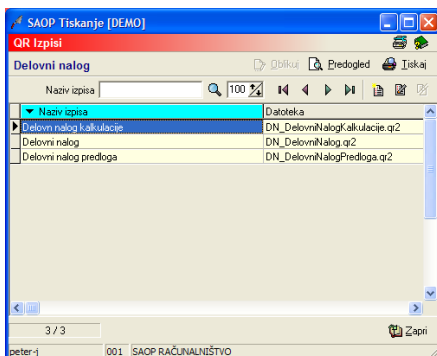 SAOP Tiskanje [DEMO]
QR Izpisi
Delovni nalog Oblikuj Predogled Tiskaj
Naziv izpisa 100
Naziv izpisa Datoteka
Delovn nalog kalkulacije DN_DelovniNalogKalkulacije.qr2
Delovni nalog DN_DelovniNalog.qr2
Delovni nalog predloga DN_DelovniNalogPredloga.qr2
3 / 3 Zapri
peter-j 001 SAOP RAČUNALNIŠTVO